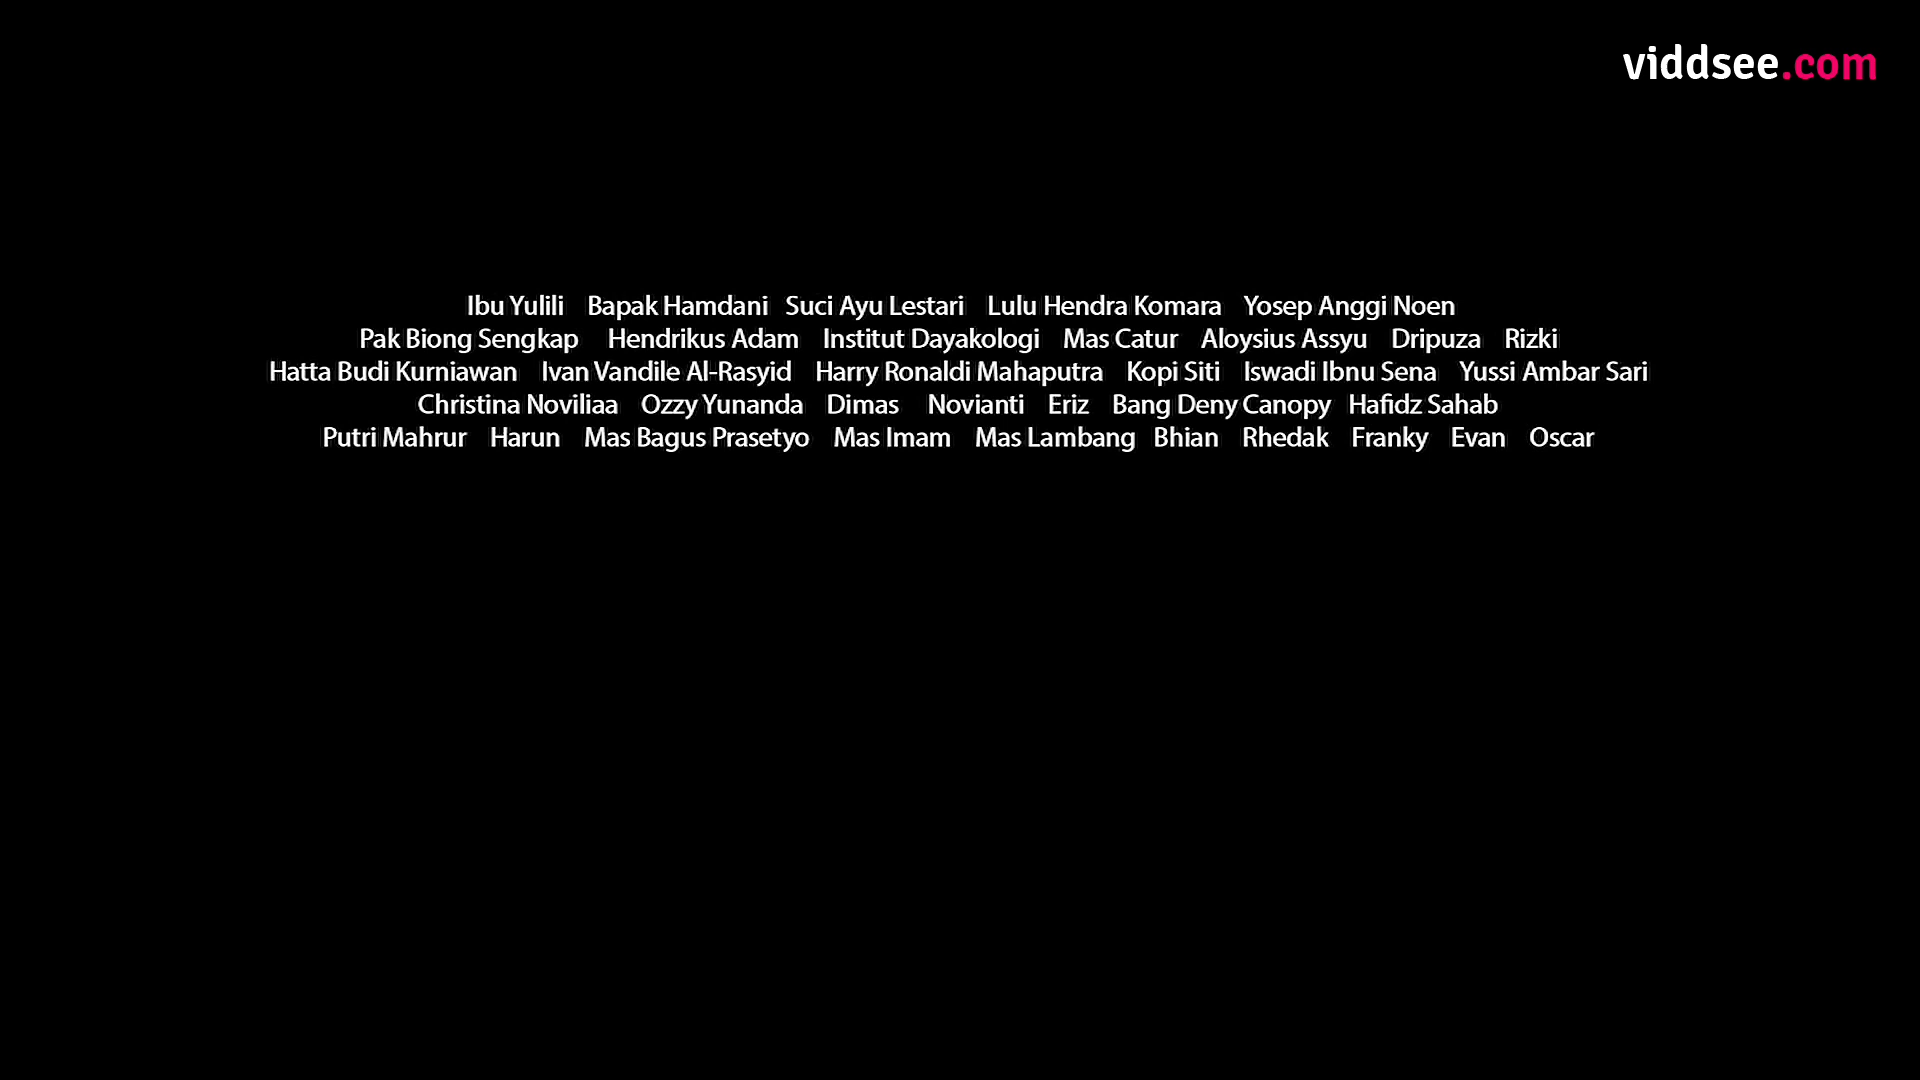 viddsee.com
Ibu Yulili Bapak Hamdani Suci Ayu Lestari Lulu Hendra Komara Yosep Anggi Noen
Pak Biong Sengkap Hendrikus Adam Institut Dayakologi Mas Catur Aloysius Assyu Dripuza Rizki
Hatta Budi Kurniawan Ivan Vandile Al-Rasyid Harry Ronaldi Mahaputra Kopi Siti Iswadi Ibnu Sena Yussi Ambar Sari
Christina Noviliaa Ozzy Yunanda Dimas Novianti Eriz Bang Deny Canopy Hafidz Sahab
Putri Mahrur Harun Mas Bagus Prasetyo Mas Imam Mas Lambang Bhian Rhedak Franky Evan Oscar